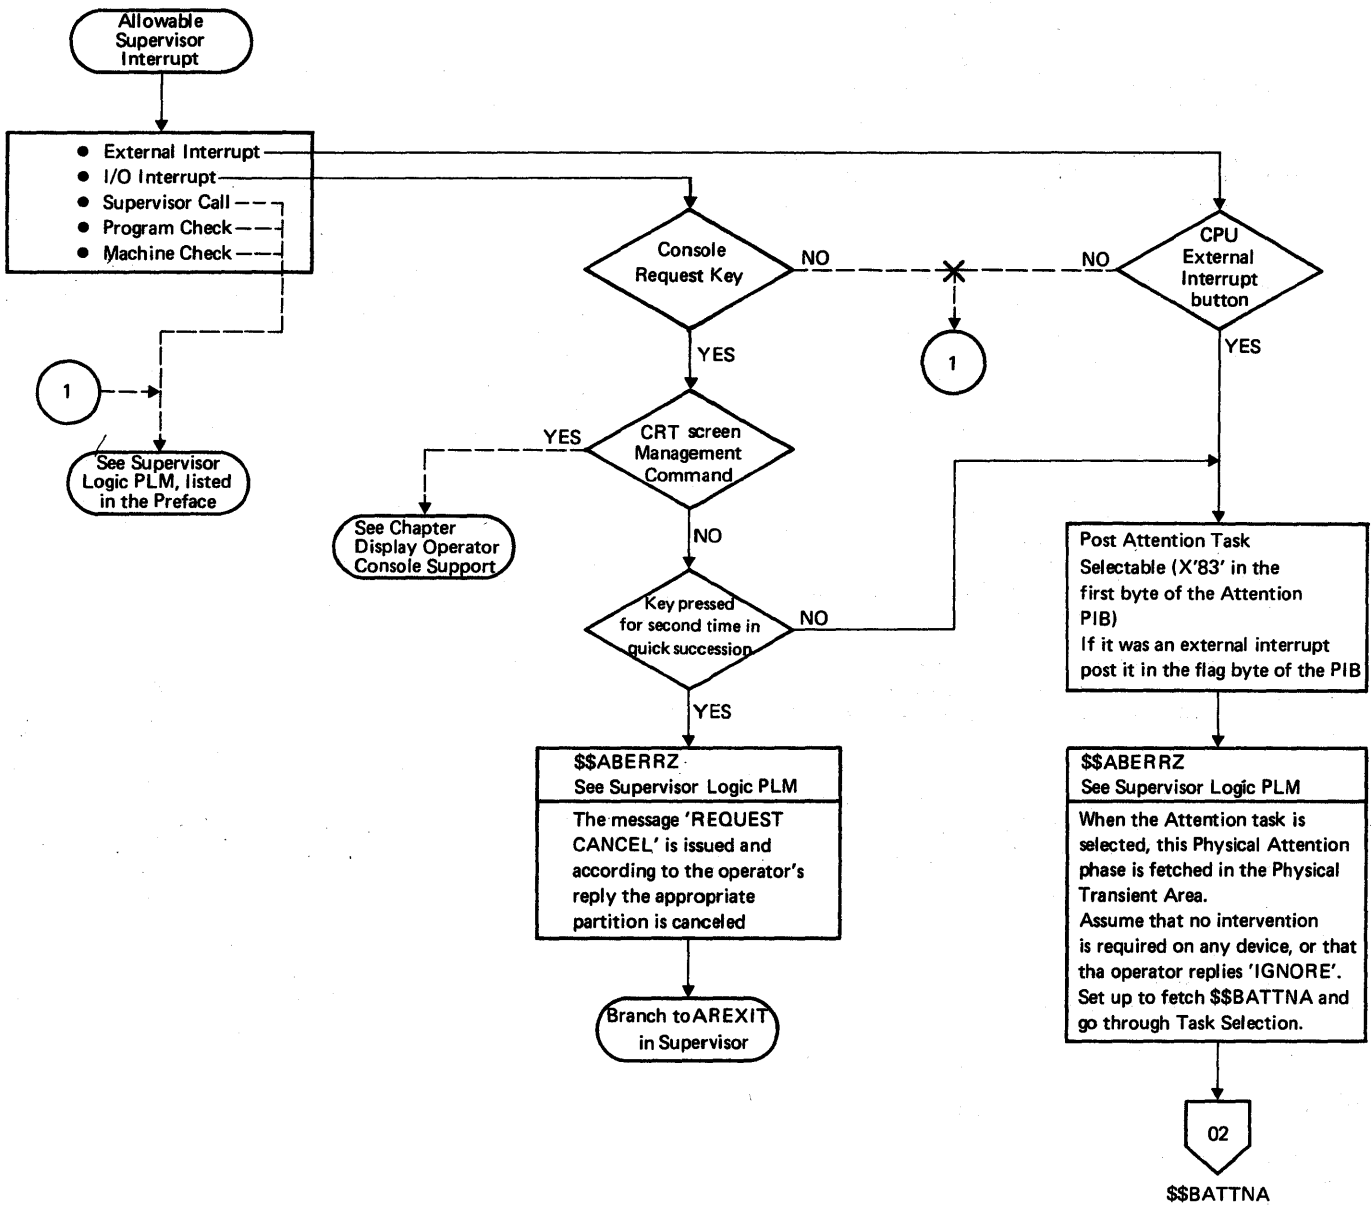 Allowable
Supervisor
Interrupt
● External Interrupt
● I/O Interrupt
● Supervisor Call
● Program Check
● Machine Check
1
See Supervisor
Logic PLM, listed
in the Preface
Console
Request Key
NO
YES
CRT screen
Management
Command
YES
See Chapter
Display Operator
Console Support
NO
Key pressed
for second time in
quick succession
NO
YES
$$ABERRZ
See Supervisor Logic PLM
The message 'REQUEST
CANCEL' is issued and
according to the operator's
reply the appropriate
partition is canceled
Branch to AREXIT
in Supervisor
1
CPU
External
Interrupt
button
NO
YES
Post Attention Task
Selectable (X'83' in the
first byte of the Attention
PIB)
If it was an external interrupt
post it in the flag byte of the PIB
$$ABERRZ
See Supervisor Logic PLM
When the Attention task is
selected, this Physical Attention
phase is fetched in the Physical
Transient Area.
Assume that no intervention
is required on any device, or that
tha operator replies 'IGNORE'.
Set up to fetch $$BATTNA and
go through Task Selection.
02
$$BATTNA